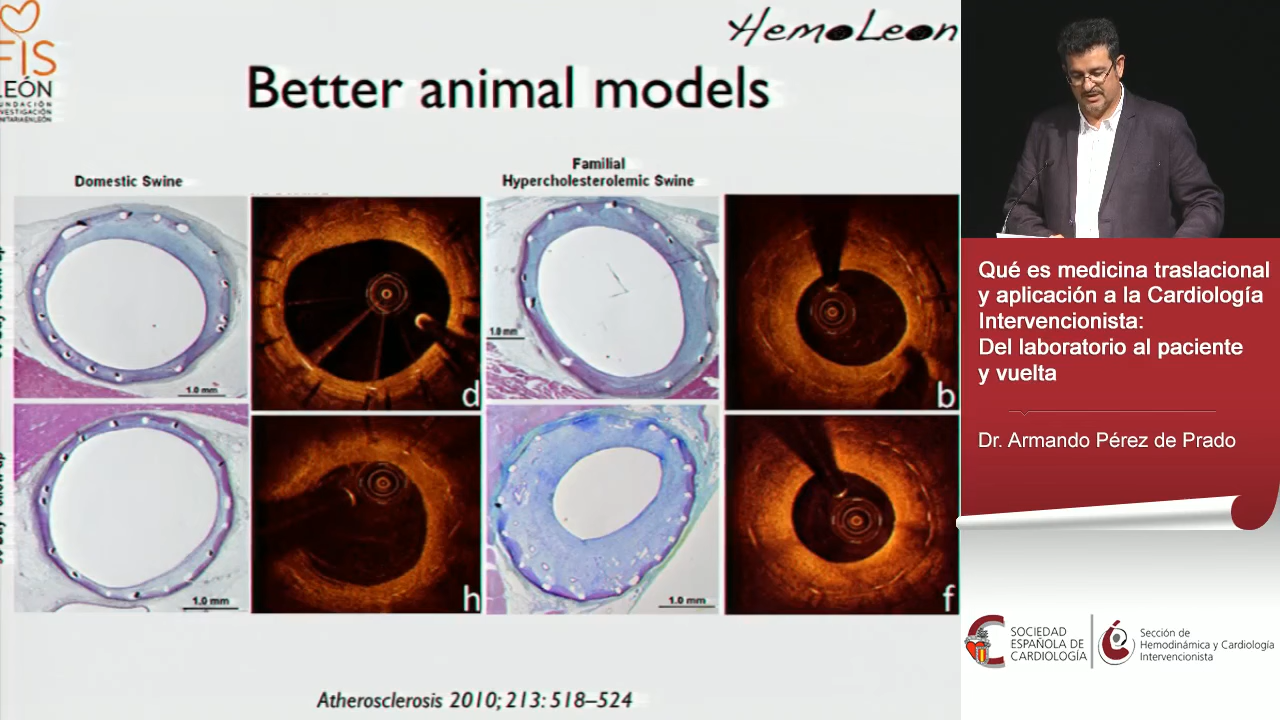 FIS
LEÓN
HemoLeon
Better animal models
Domestic Swine
Familial
Hypercholesterolemic Swine
1.0 mm
d
1.0 mm
b
1.0 mm
h
1.0 mm
f
Atherosclerosis 2010; 213: 518–524
Qué es medicina traslacional
y aplicación a la Cardiología
Intervencionista:
Del laboratorio al paciente
y vuelta
Dr. Armando Pérez de Prado
SOCIEDAD
ESPAÑOLA DE
CARDIOLOGÍA
Sección de
Hemodinámica y Cardiología
Intervencionista